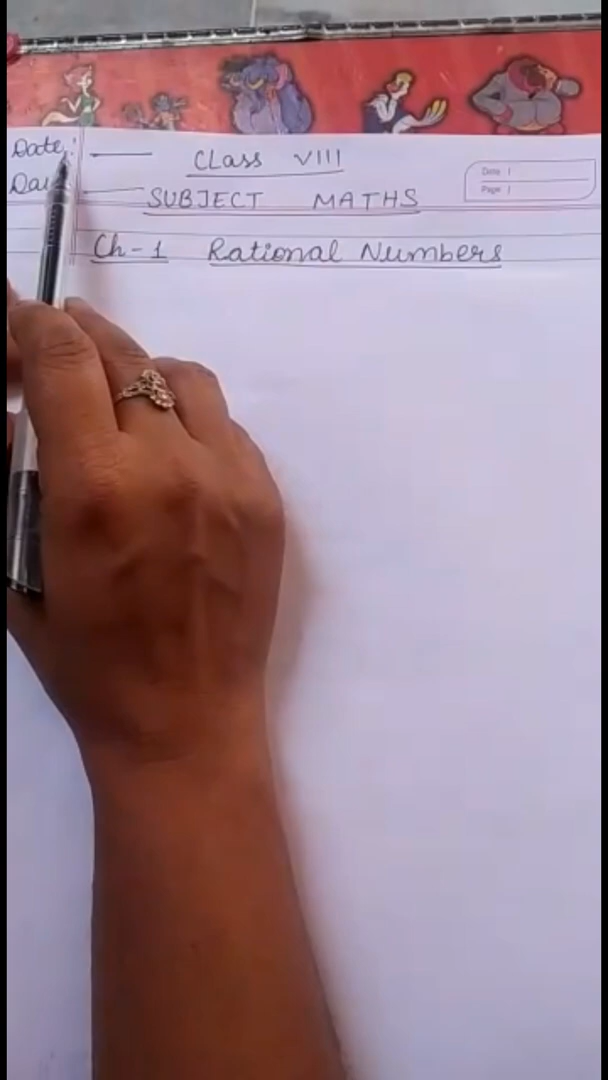 Date:- CLASS VIII
Date |
Page |
SUBJECT MATHS
Ch-1 Rational Numbers